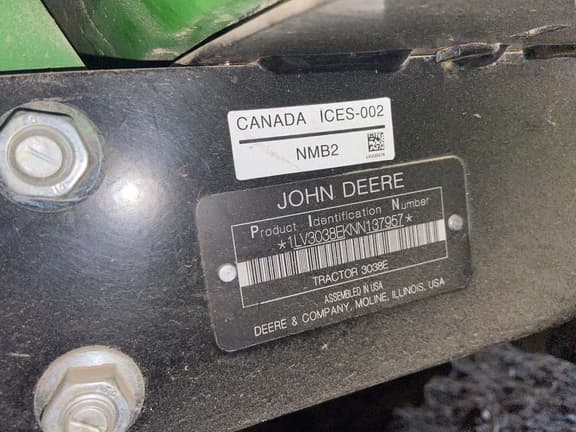 CANADA ICES-002
NMB2
JOHN DEERE
Product Identification Number
*1LV3038EKNN137957*
TRACTOR 3038E
ASSEMBLED IN USA
DEERE & COMPANY, MOLINE, ILLINOIS, USA